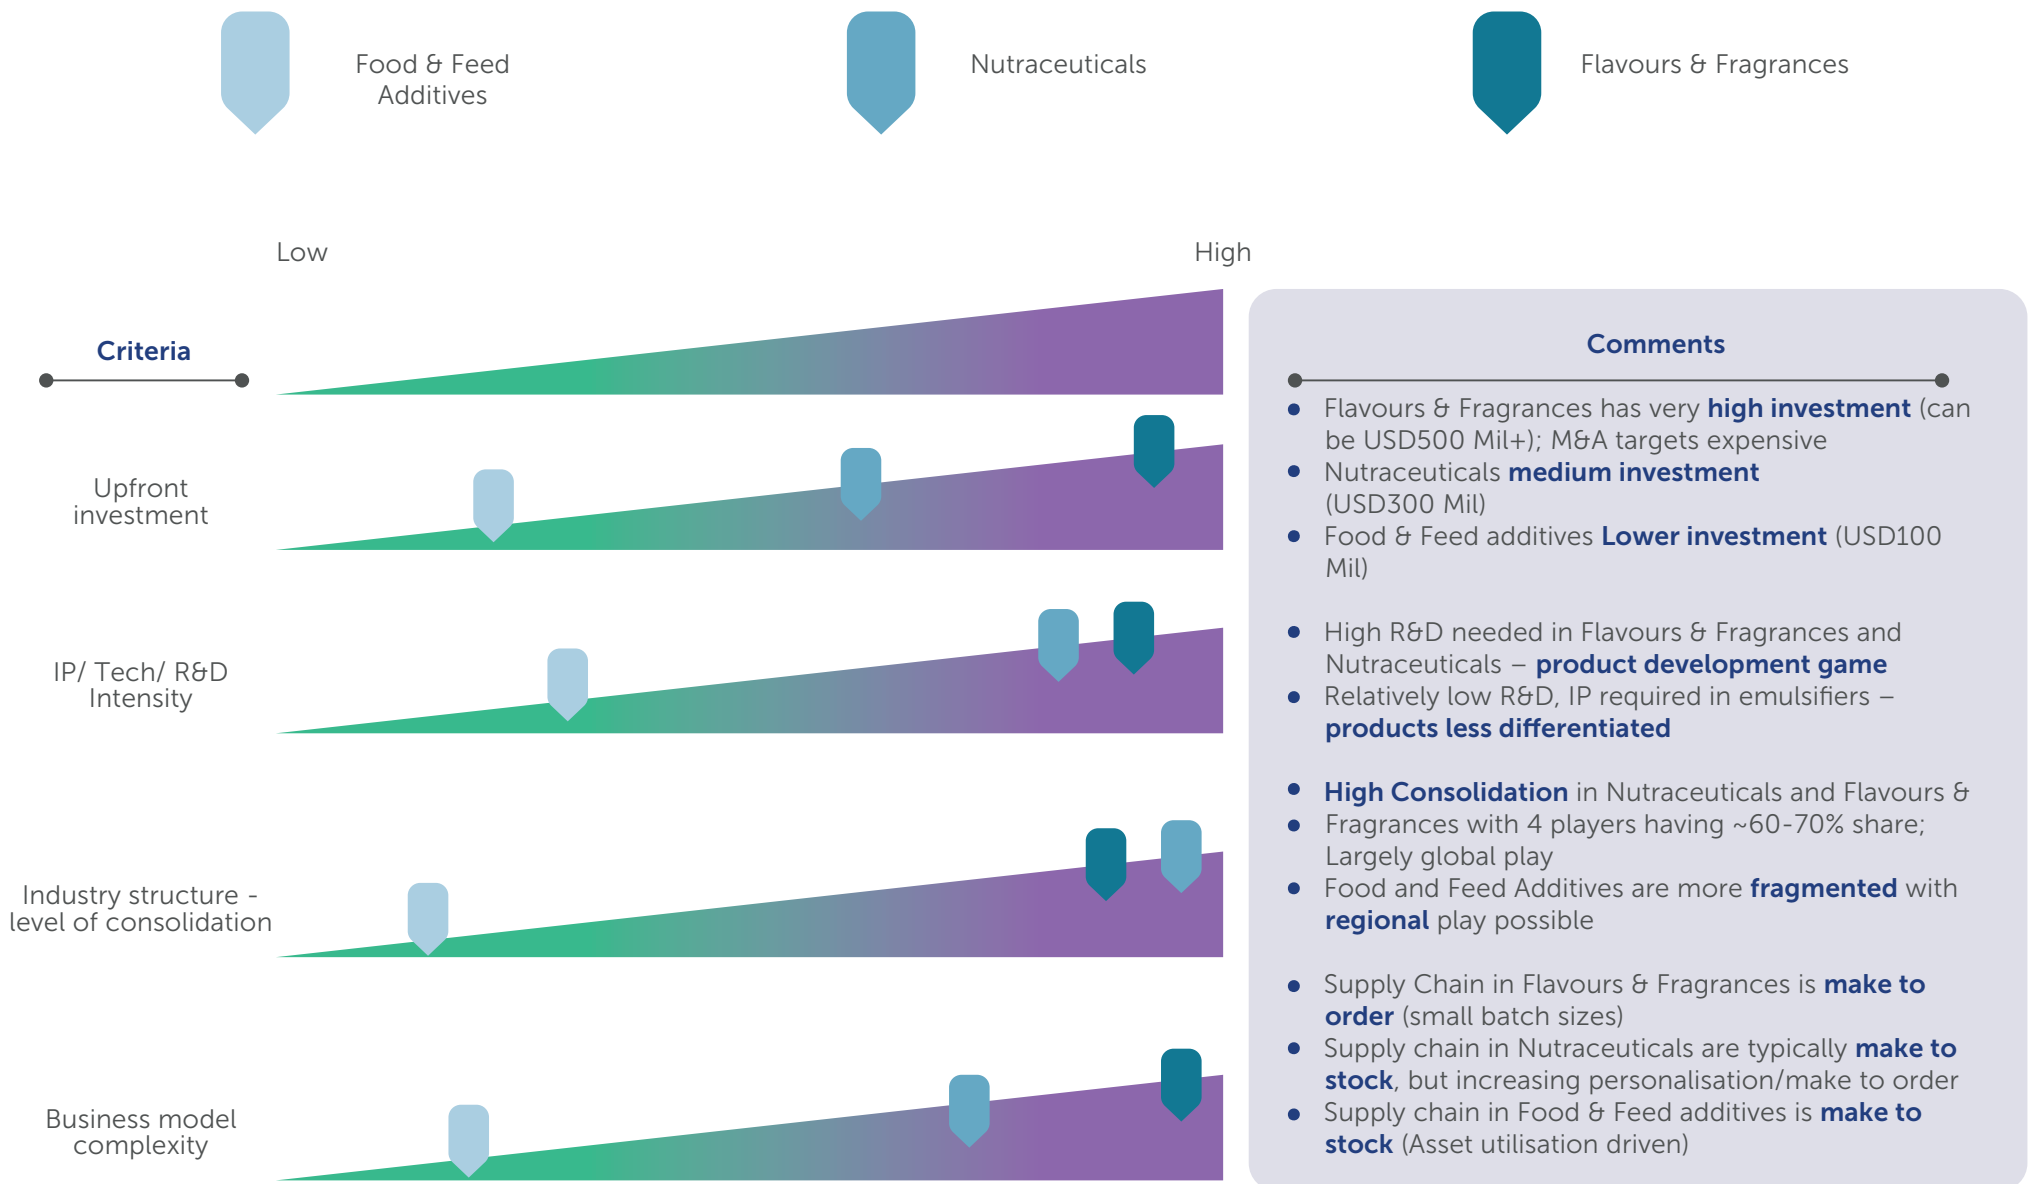 Food & Feed
Additives
Nutraceuticals
Flavours & Fragrances
Low
High
Criteria
Comments
Upfront
investment
Flavours & Fragrances has very high investment (can
be USD500 Mil+); M&A targets expensive
Nutraceuticals medium investment
(USD300 Mil)
Food & Feed additives Lower investment (USD100
Mil)
IP/ Tech/ R&D
Intensity
High R&D needed in Flavours & Fragrances and
Nutraceuticals – product development game
Relatively low R&D, IP required in emulsifiers –
products less differentiated
Industry structure -
level of consolidation
High Consolidation in Nutraceuticals and Flavours &
Fragrances with 4 players having ~60-70% share;
Largely global play
Food and Feed Additives are more fragmented with
regional play possible
Business model
complexity
Supply Chain in Flavours & Fragrances is make to
order (small batch sizes)
Supply chain in Nutraceuticals are typically make to
stock, but increasing personalisation/make to order
Supply chain in Food & Feed additives is make to
stock (Asset utilisation driven)